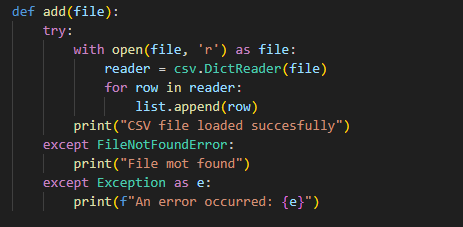 def add(file):
    try:
        with open(file, 'r') as file:
            reader = csv.DictReader(file)
            for row in reader:
                list.append(row)
        print("CSV file loaded succesfully")
    except FileNotFoundError:
        print("File mot found")
    except Exception as e:
        print(f"An error occurred: {e}")